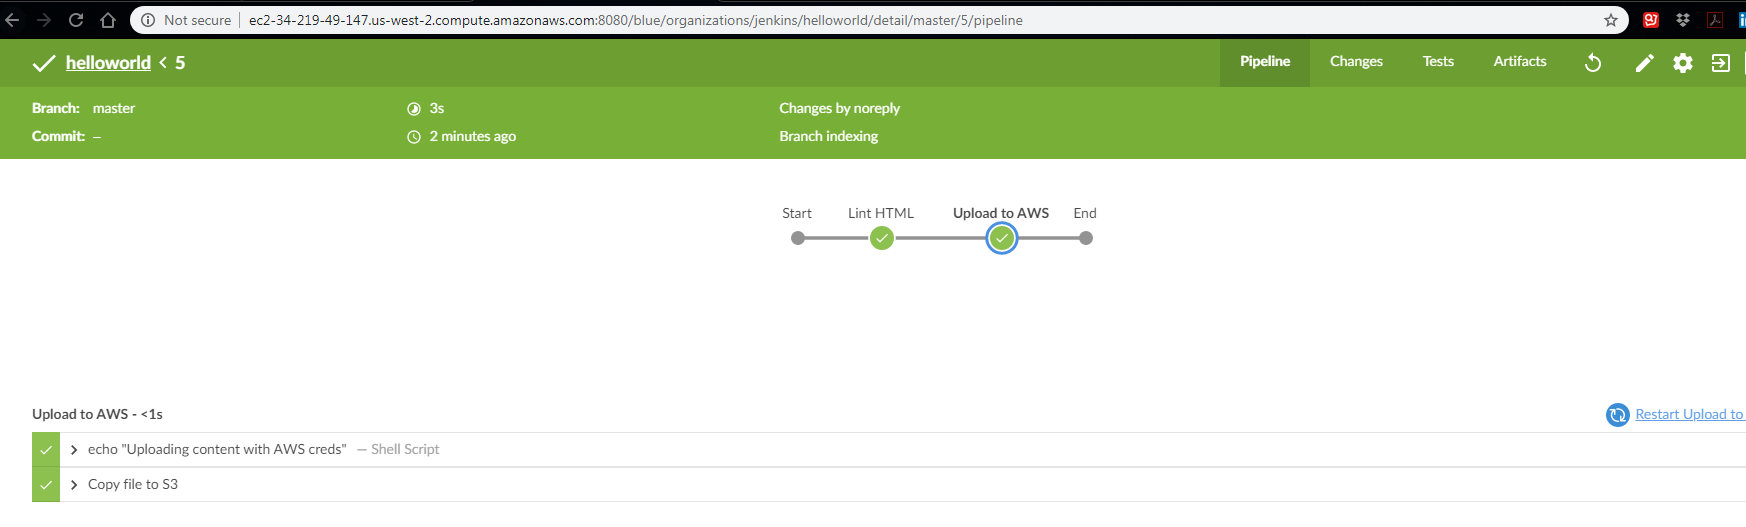 Not secure ec2-34-219-49-147.us-west-2.compute.amazonaws.com:8080/blue/organizations/jenkins/helloworld/detail/master/5/pipeline
helloworld < 5 Pipeline Changes Tests Artifacts
Branch: master 3s Changes by noreply
Commit: – 2 minutes ago Branch indexing
Start Lint HTML Upload to AWS End
Upload to AWS - <1s Restart Upload to
echo "Uploading content with AWS creds" — Shell Script
Copy file to S3